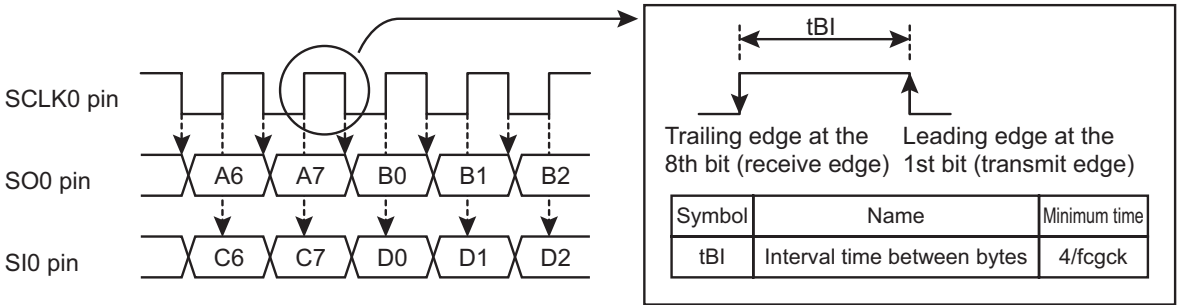 SCLK0 pin
SO0 pin
A6 A7 B0 B1 B2
SI0 pin
C6 C7 D0 D1 D2
tBI
Trailing edge at the
8th bit (receive edge)
Leading edge at the
1st bit (transmit edge)
Symbol Name Minimum time
tBI Interval time between bytes 4/fcgck